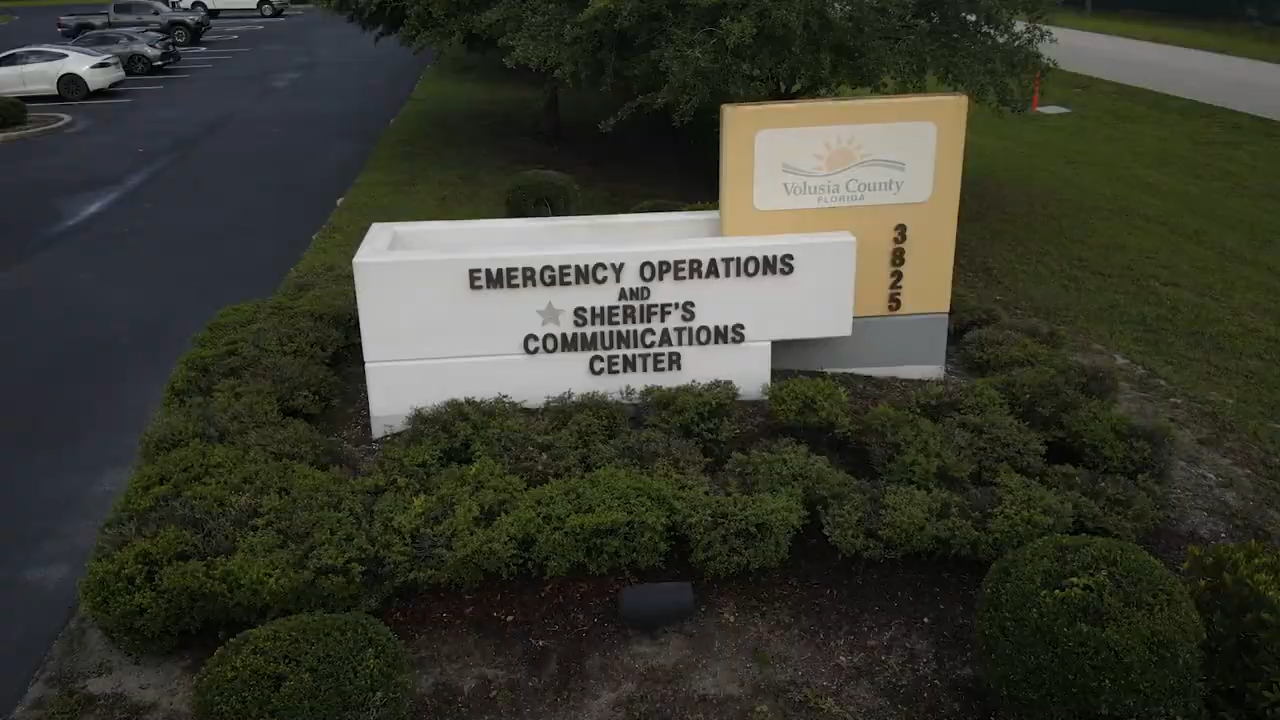 Volusia County
FLORIDA
3
8
2
5
EMERGENCY OPERATIONS
AND
SHERIFF'S
COMMUNICATIONS
CENTER